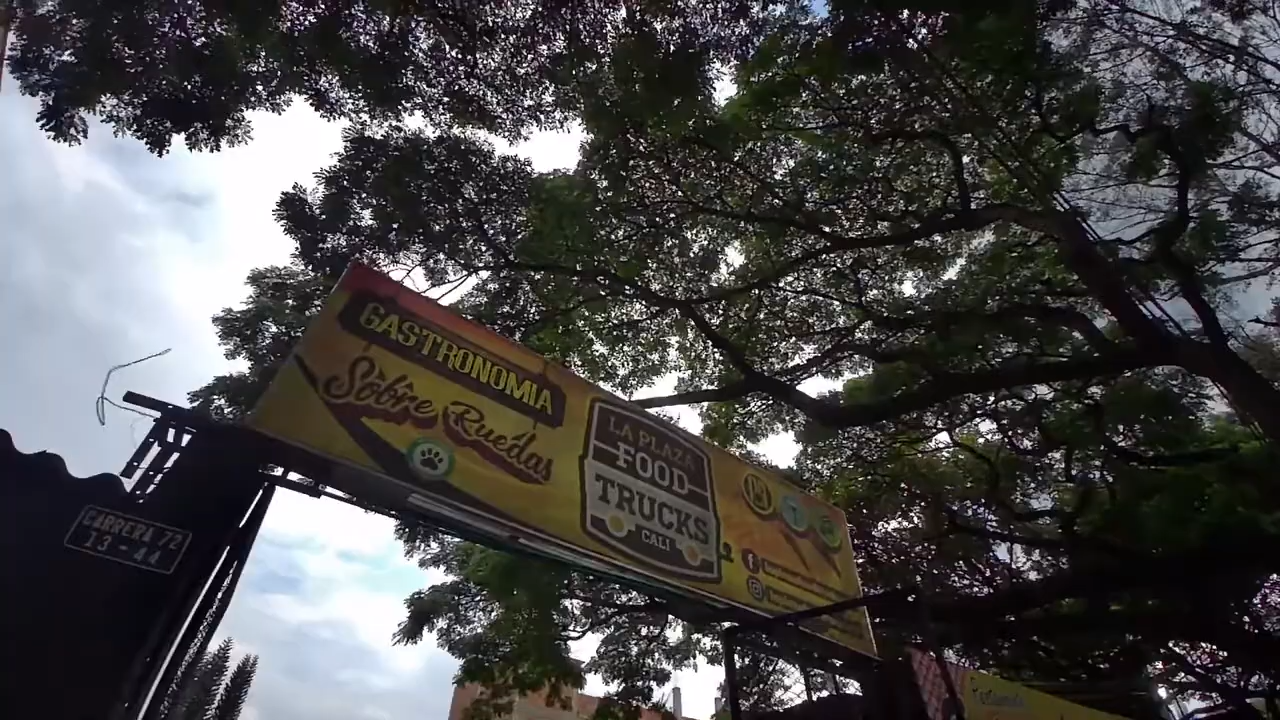 GASTRONOMIA
Sobre Ruedas
LA PLAZA
FOOD
TRUCKS
CALI
CARRERA 72
13-44